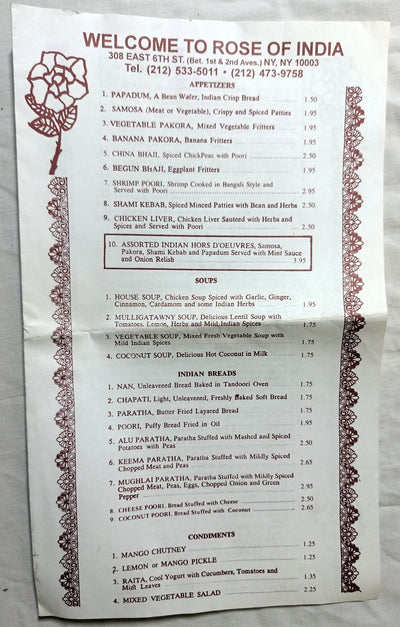 WELCOME TO ROSE OF INDIA
308 EAST 6TH ST. (Bet. 1st & 2nd Aves.) NY, NY 10003
Tel. (212) 533-5011 • (212) 473-9758
APPETIZERS
1. PAPADUM, A Bean Wafer, Indian Crisp Bread 1.50
2. SAMOSA (Meat or Vegetable), Crispy and Spiced Patties 1.95
3. VEGETABLE PAKORA, Mixed Vegetable Fritters 1.95
4. BANANA PAKORA, Banana Fritters 1.95
5. CHINA BHAJI, Spiced ChickPeas with Poori 2.50
6. BEGUN BHAJI, Eggplant Fritters 1.95
7. SHRIMP POORI, Shrimp Cooked in Bangali Style and
Served with Poori 2.95
8. SHAMI KEBAB, Spiced Minced Patties with Bean and Herbs 2.50
9. CHICKEN LIVER, Chicken Liver Sauteed with Herbs and
Spices and Served with Poori 2.50
10. ASSORTED INDIAN HORS D'OEUVRES, Samosa,
Pakora, Shami Kebab and Papadum Served with Mint Sauce
and Onion Relish 3.95
SOUPS
1. HOUSE SOUP, Chicken Soup Spiced with Garlic, Ginger,
Cinnamon, Cardamom and some Indian Herbs 1.95
2. MULLIGATAWNY SOUP, Delicious Lentil Soup with
Tomatoes, Lemon, Herbs and Mild Indian Spices 1.75
3. VEGETABLE SOUP, Mixed Fresh Vegetable Soup with
Mild Indian Spices 1.75
4. COCONUT SOUP, Delicious Hot Coconut in Milk 1.75
INDIAN BREADS
1. NAN, Unleavened Bread Baked in Tandoori Oven 1.75
2. CHAPATI, Light, Unleavened, Freshly Baked Soft Bread 1.75
3. PARATHA, Butter Fried Layared Bread 1.75
4. POORI, Puffy Bread Fried in Oil 1.95
5. ALU PARATHA, Paratha Stuffed with Mashed and Spiced
Potatoes with Peas 2.50
6. KEEMA PARATHA, Paratha Stuffed with Mildly Spiced
Chopped Meat and Peas 2.65
7. MUGHLAI PARATHA, Paratha Stuffed with Mildly Spiced
Chopped Meat, Peas, Eggs, Chopped Onion and Green
Pepper 2.95
8. CHEESE POORI, Bread Stuffed with Cheese 2.50
9. COCONUT POORI, Bread Stuffed with Coconut 2.65
CONDIMENTS
1. MANGO CHUTNEY 1.25
2. LEMON or MANGO PICKLE 1.25
3. RAITA, Cool Yogurt with Cucumbers, Tomatoes and
Mint Leaves 1.35
4. MIXED VEGETABLE SALAD 2.25